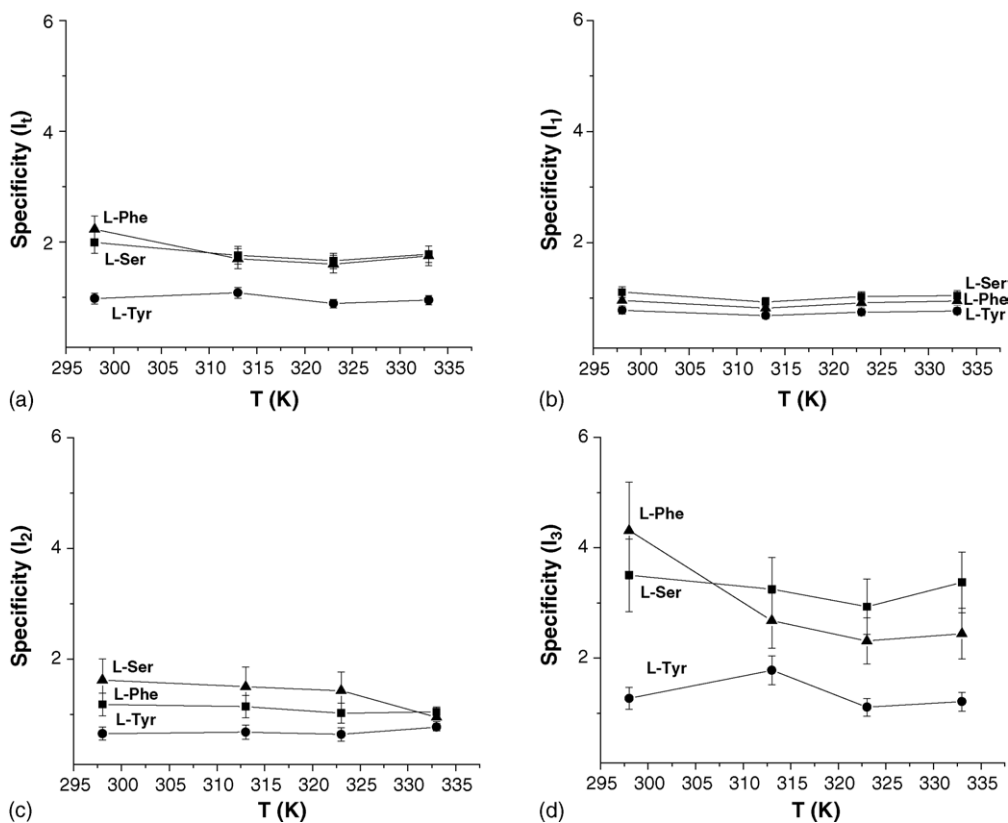 6
4
2
Specificity (It)
L-Phe
L-Ser
L-Tyr
295 300 305 310 315 320 325 330 335
T (K)
(a)
6
4
2
Specificity (I1)
L-Ser
L-Phe
L-Tyr
295 300 305 310 315 320 325 330 335
T (K)
(b)
6
4
2
Specificity (I2)
L-Ser
L-Phe
L-Tyr
295 300 305 310 315 320 325 330 335
T (K)
(c)
6
4
2
Specificity (I3)
L-Phe
L-Ser
L-Tyr
295 300 305 310 315 320 325 330 335
T (K)
(d)